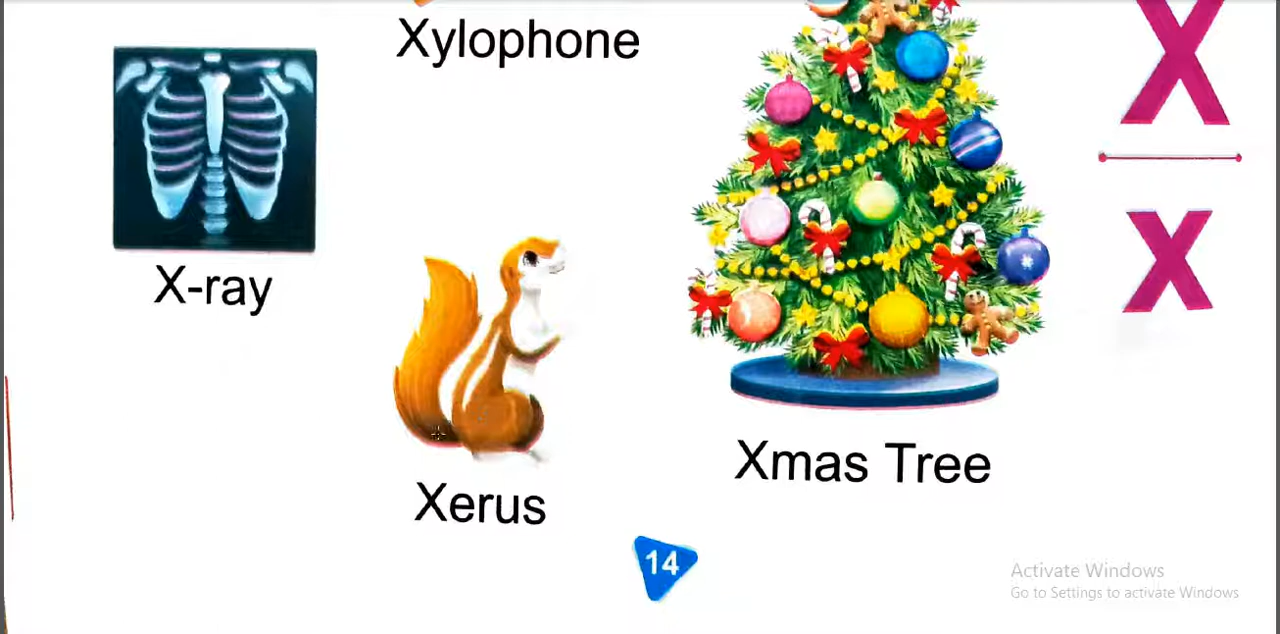 Xylophone
X
X-ray
x
Xmas Tree
Xerus
14
Activate Windows
Go to Settings to activate Windows